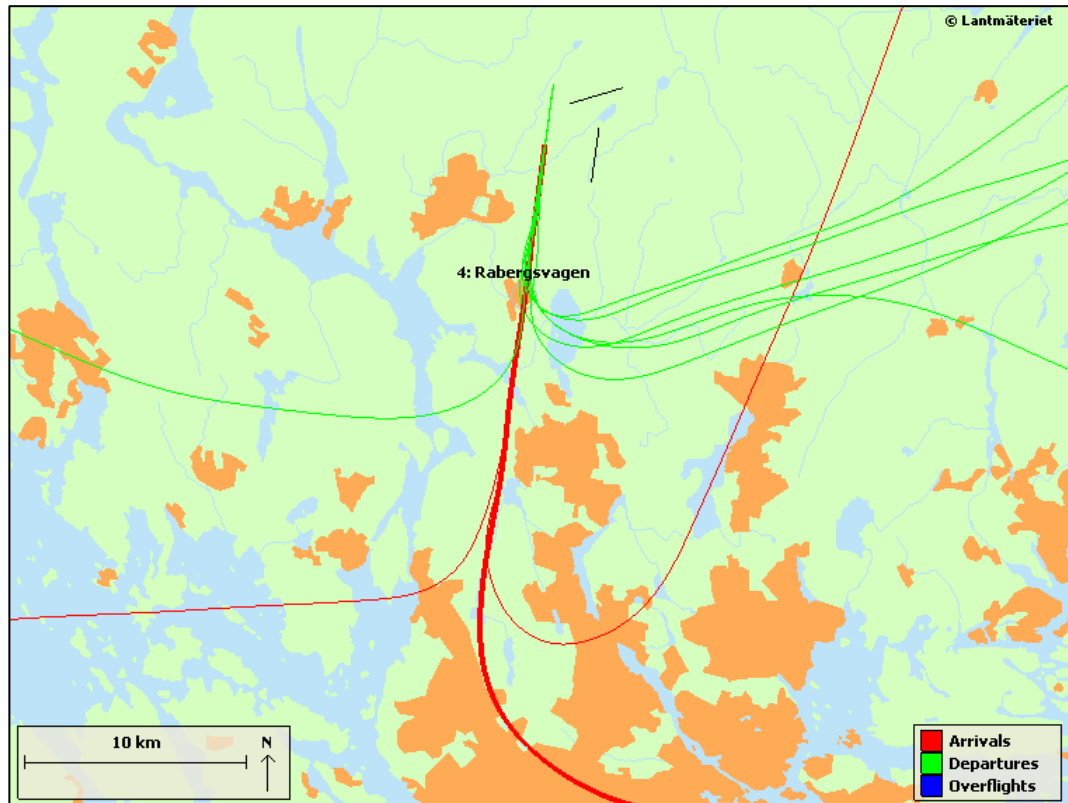 © Lantmäteriet
4: Rabergsvagen
10 km
N
Arrivals
Departures
Overflights